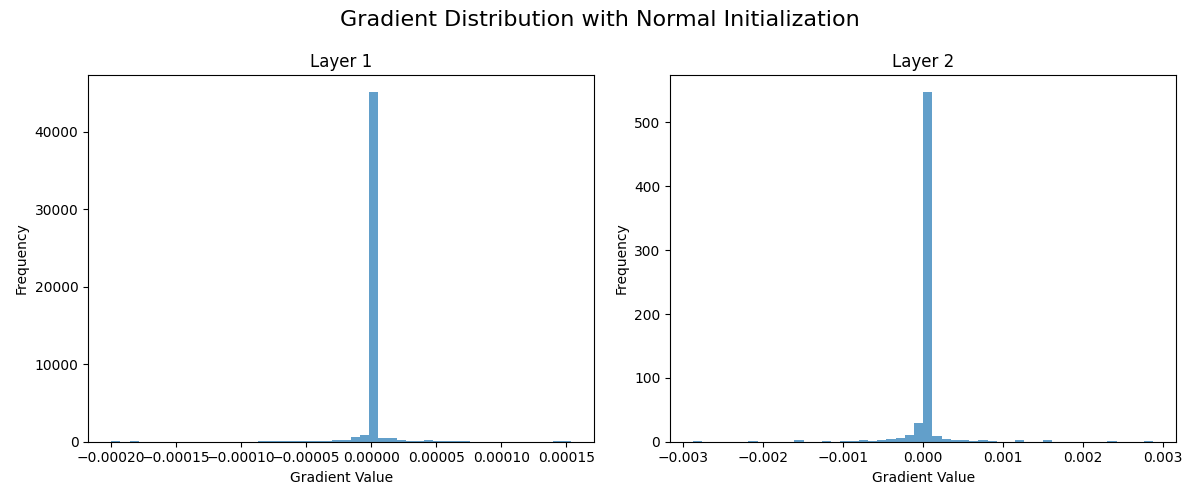 Gradient Distribution with Normal Initialization
Layer 1
Frequency
40000
30000
20000
10000
0
−0.00020 −0.00015 −0.00010 −0.00005 0.00000 0.00005 0.00010 0.00015
Gradient Value
Layer 2
Frequency
500
400
300
200
100
0
−0.003 −0.002 −0.001 0.000 0.001 0.002 0.003
Gradient Value